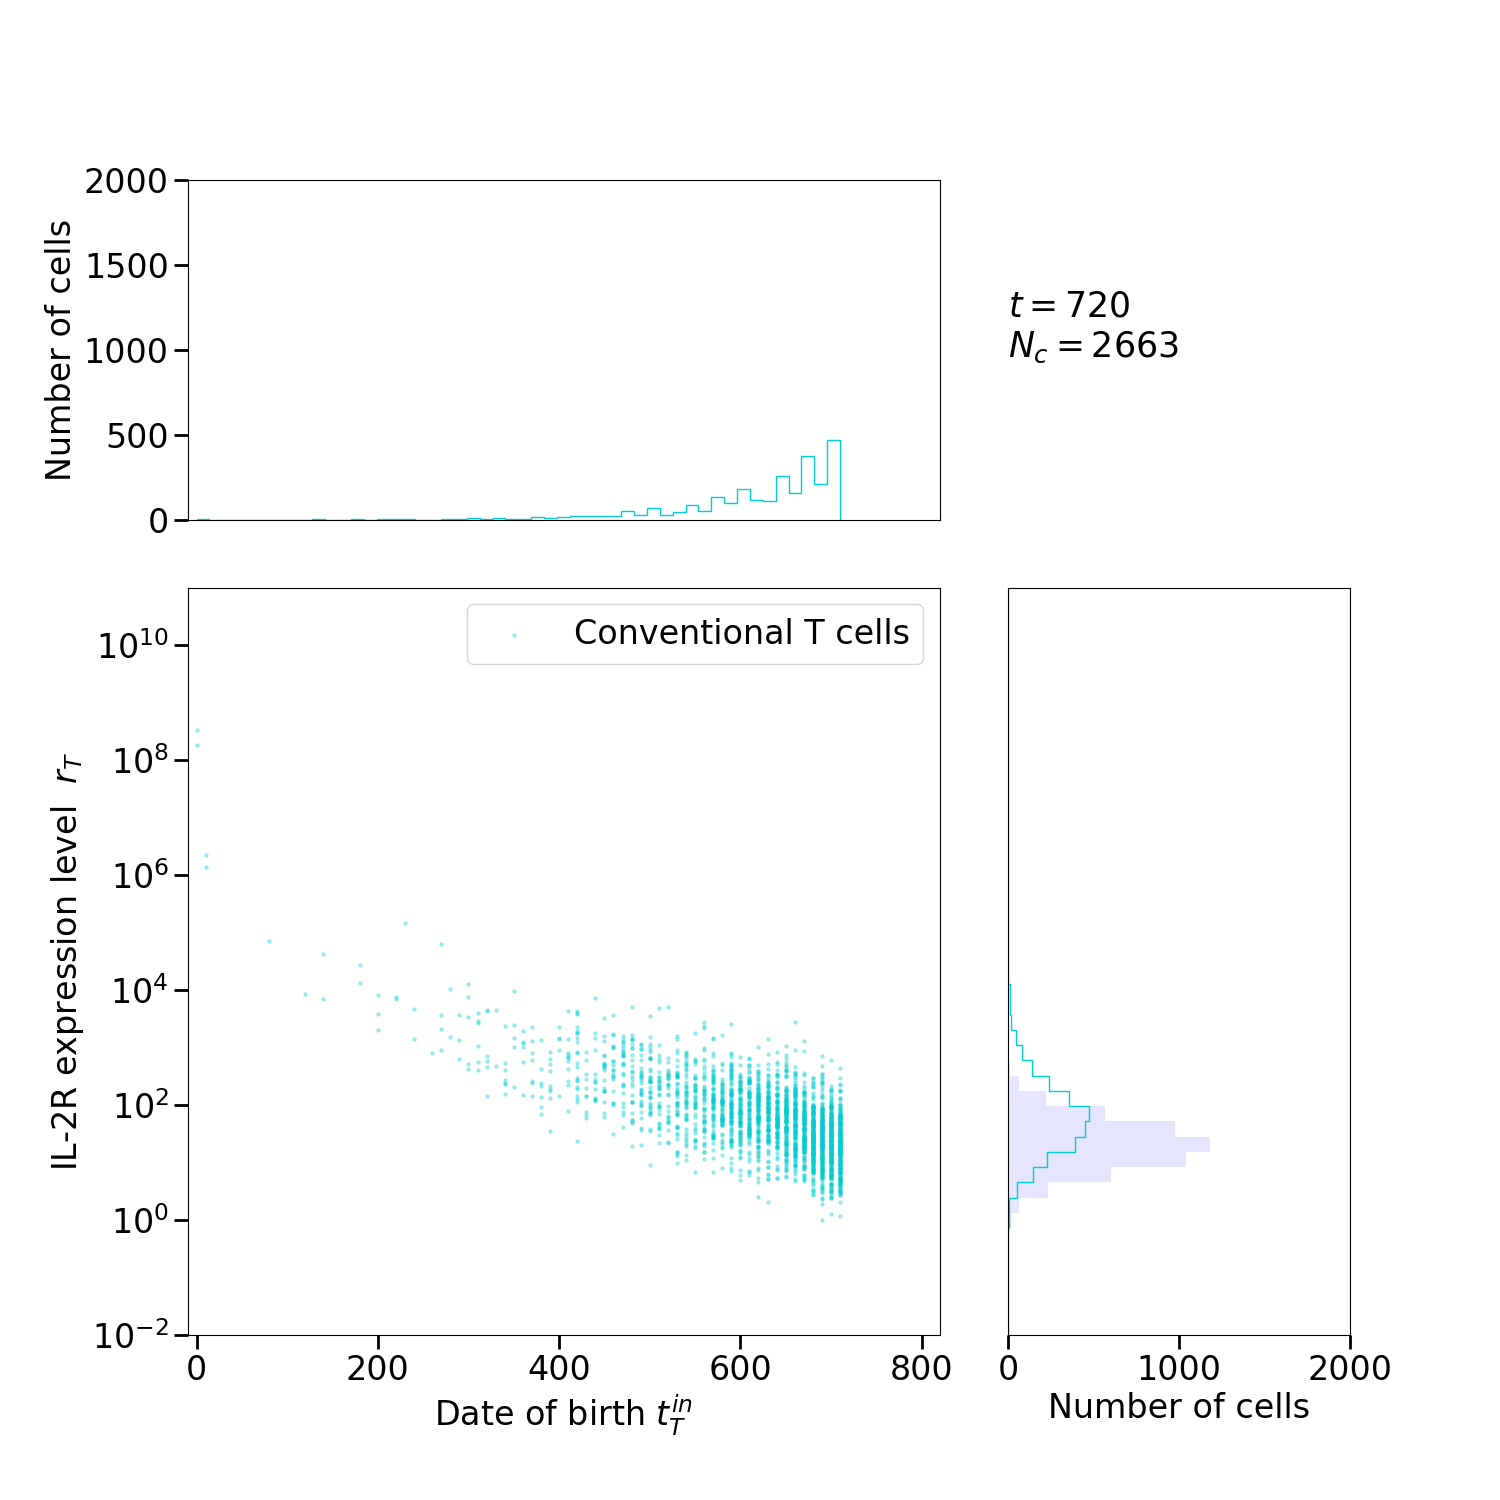 2000
1500
1000
500
0
Number of cells
t = 720
N_c = 2663
Conventional T cells
10^10
10^8
10^6
10^4
10^2
10^0
10^−2
IL-2R expression level r_T
0 200 400 600 800
Date of birth t_T^in
0 1000 2000
Number of cells